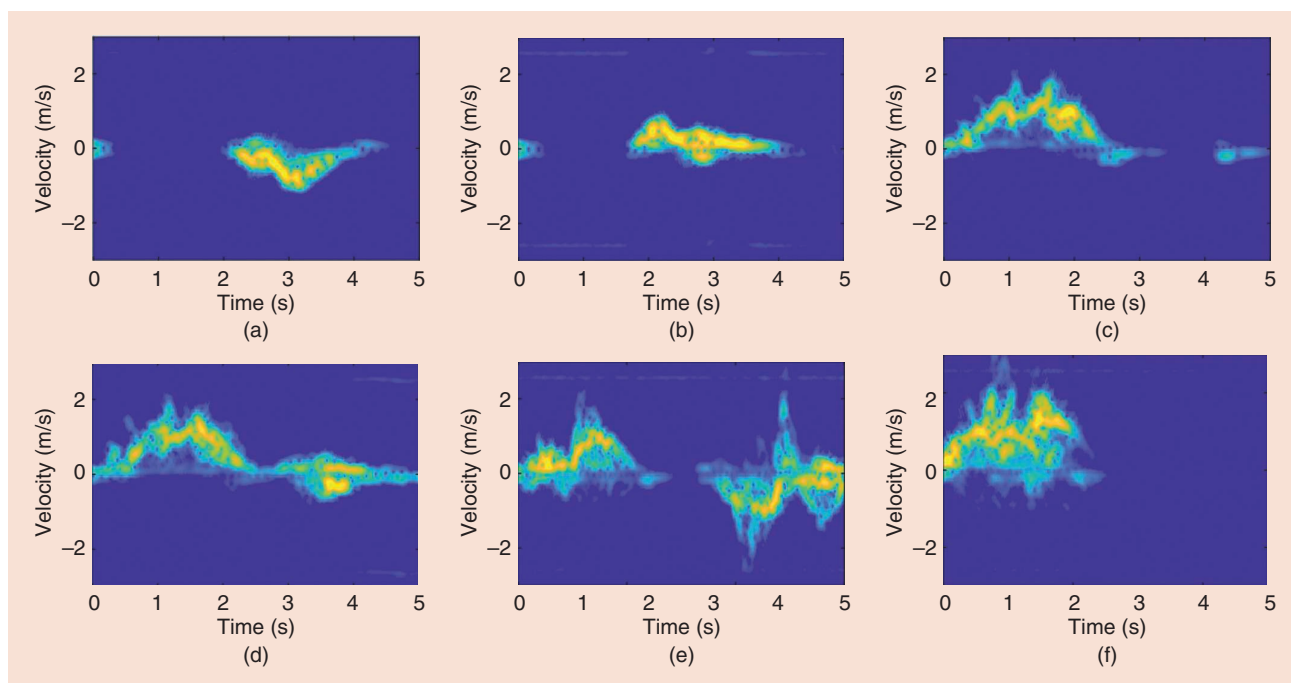 Velocity (m/s)
2
0
–2
0 1 2 3 4 5
Time (s)
(a)
Velocity (m/s)
2
0
–2
0 1 2 3 4 5
Time (s)
(b)
Velocity (m/s)
2
0
–2
0 1 2 3 4 5
Time (s)
(c)
Velocity (m/s)
2
0
–2
0 1 2 3 4 5
Time (s)
(d)
Velocity (m/s)
2
0
–2
0 1 2 3 4 5
Time (s)
(e)
Velocity (m/s)
2
0
–2
0 1 2 3 4 5
Time (s)
(f)